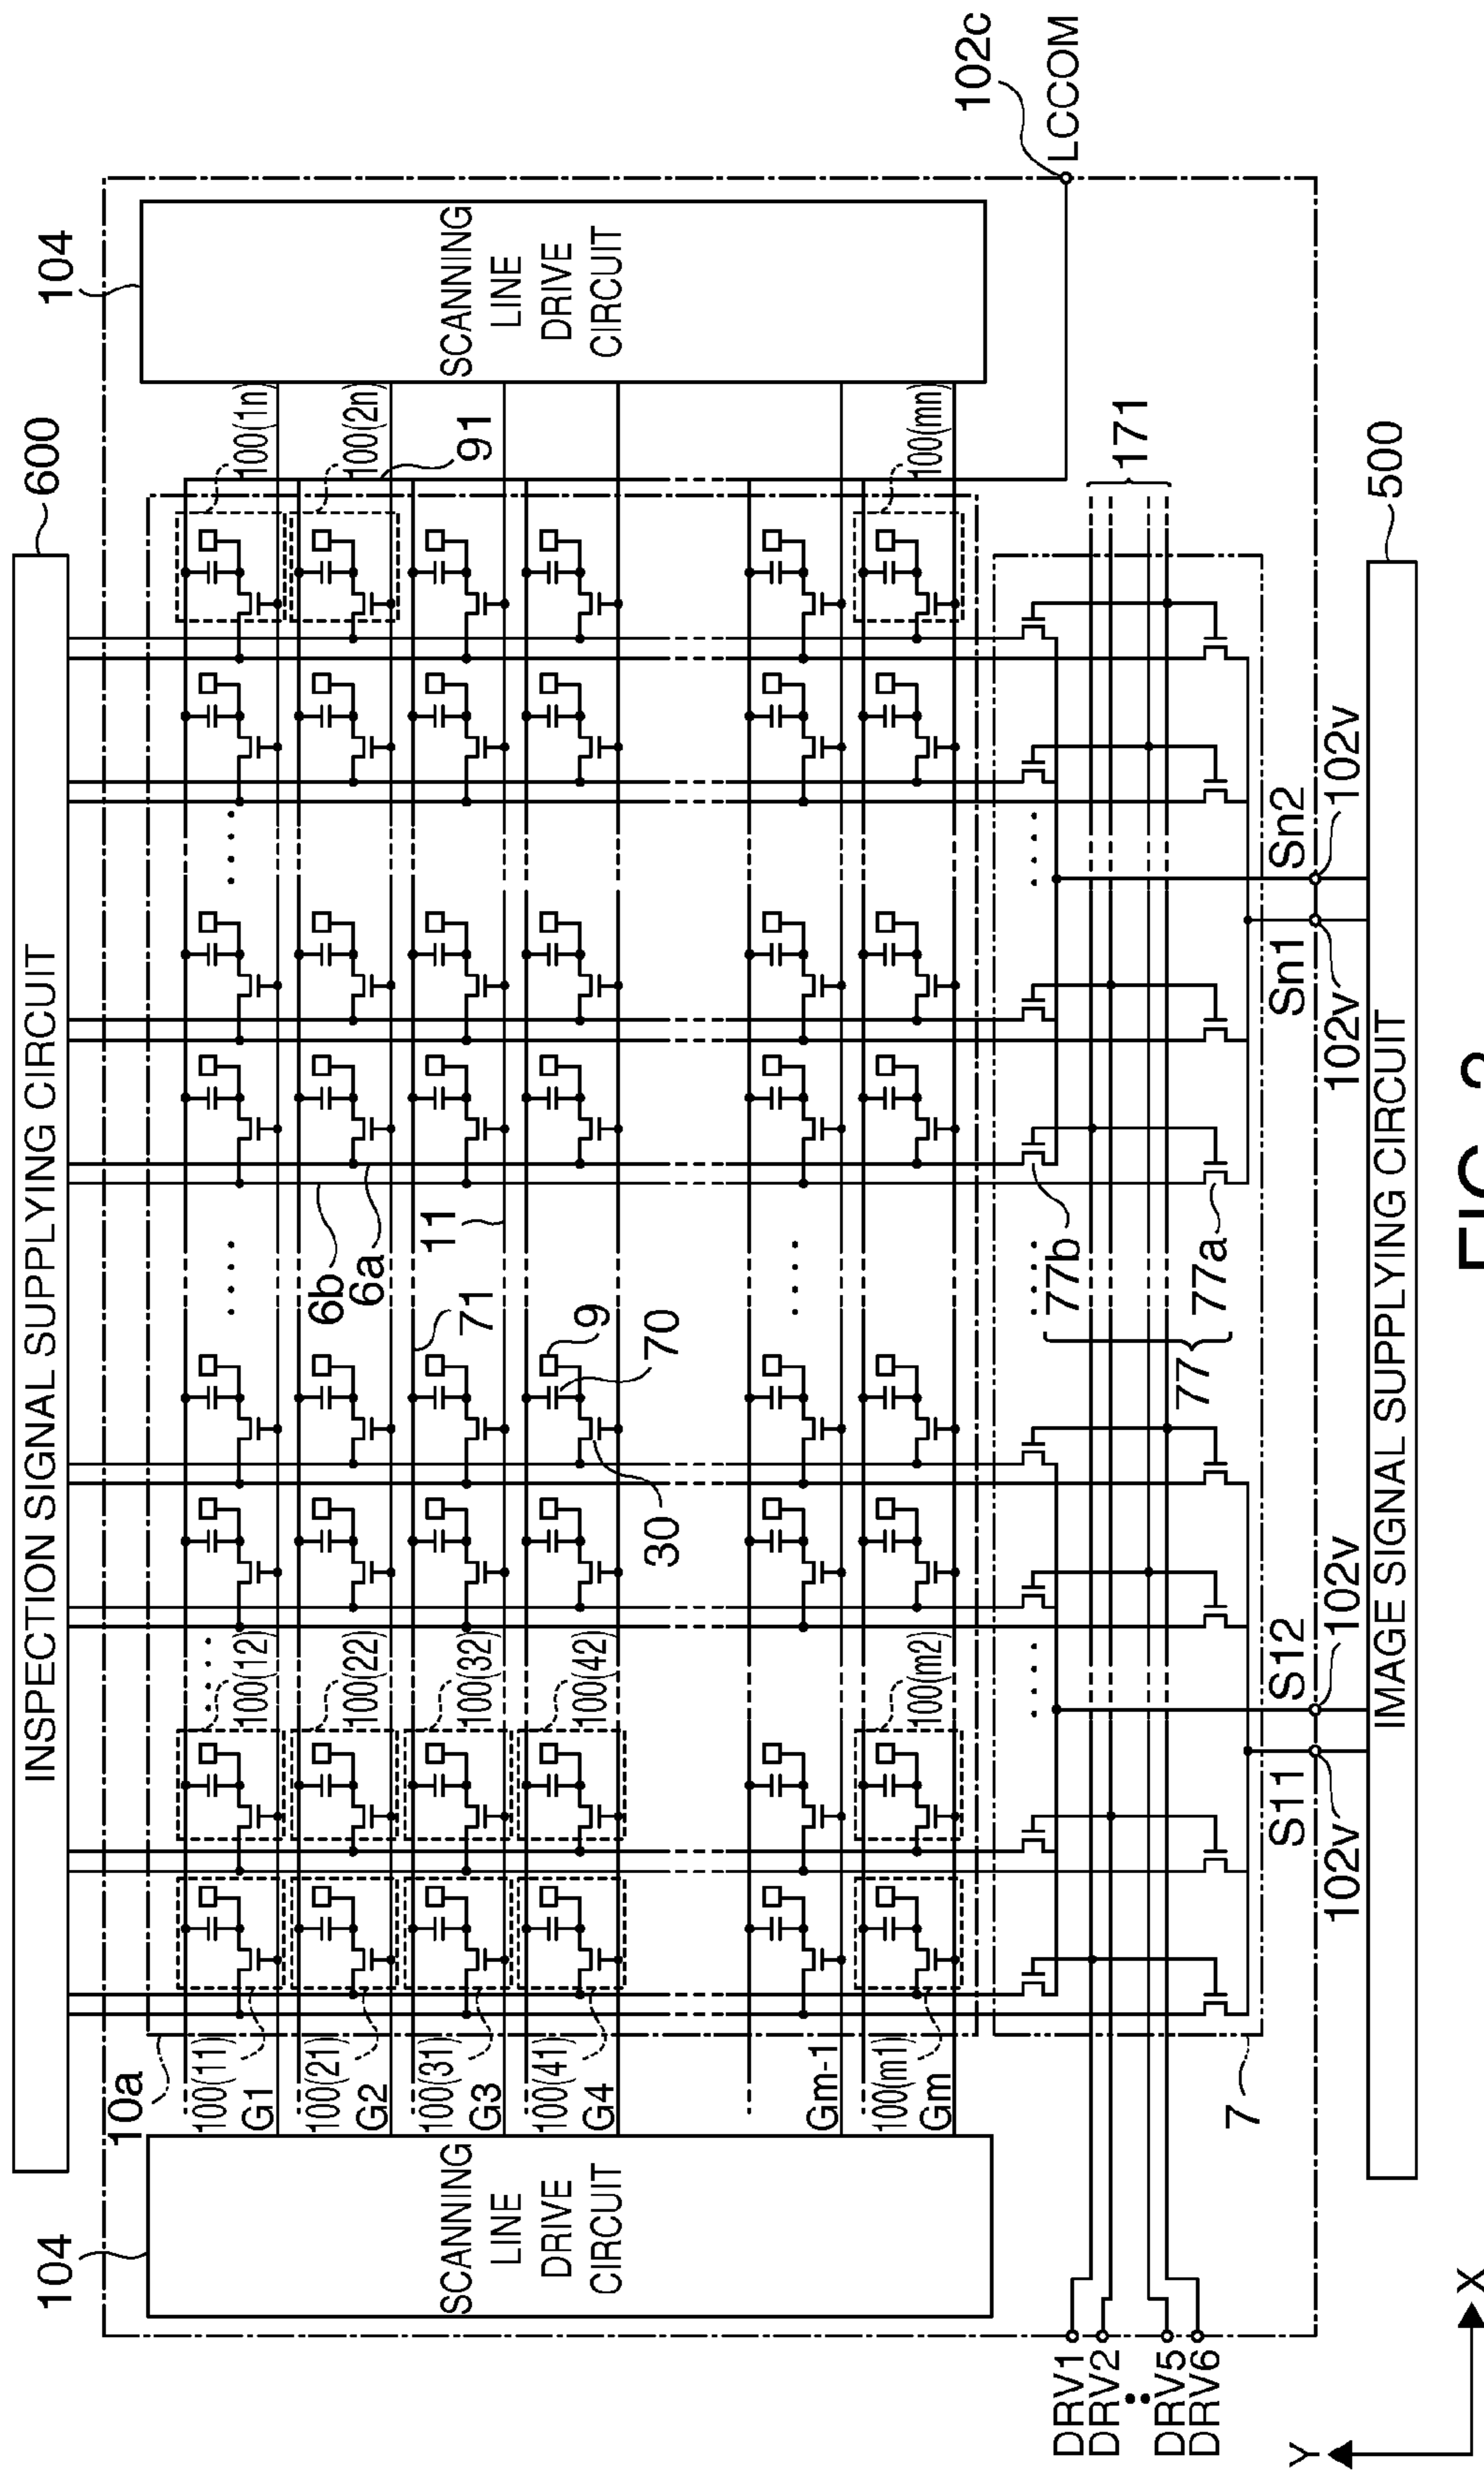 600
INSPECTION SIGNAL SUPPLYING CIRCUIT
104
104
10a
SCANNING
LINE
DRIVE
CIRCUIT
SCANNING
LINE
DRIVE
CIRCUIT
100(11)
G1
100(12)
100(1n)
100(21)
G2
100(22)
100(2n)
6b
6a
91
100(31)
G3
100(32)
71
11
100(41)
G4
100(42)
30
9
70
Gm-1
100(m1)
Gm
100(m2)
100(mn)
102c
LCCOM
DRV1
DRV2
DRV5
DRV6
77
77b
77a
171
7
S11
S12
Sn1
Sn2
102v
102v
102v
102v
IMAGE SIGNAL SUPPLYING CIRCUIT
500
Y
X